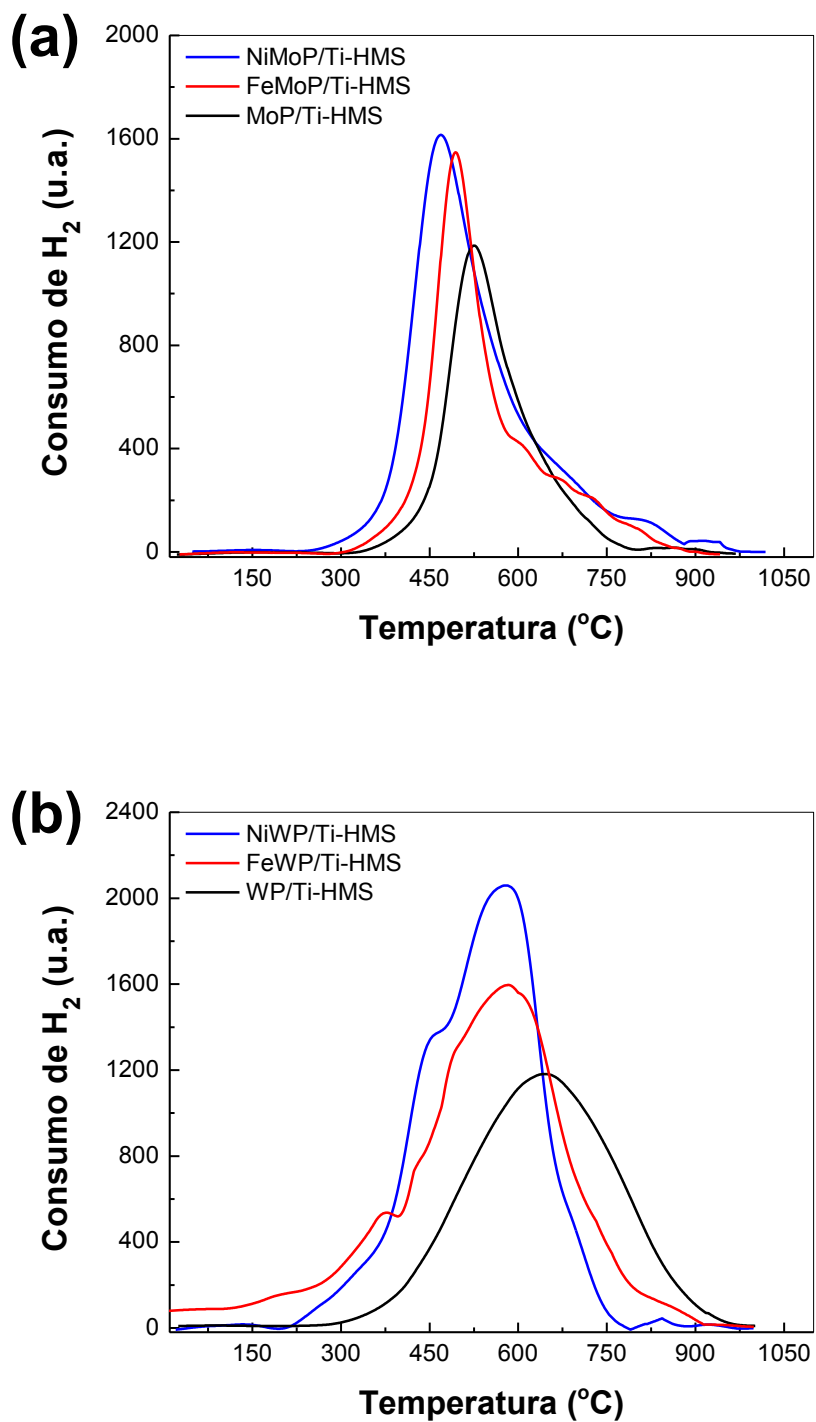 (a)
2000
1600
1200
800
400
0
Consumo de H2 (u.a.)
NiMoP/Ti-HMS
FeMoP/Ti-HMS
MoP/Ti-HMS
150 300 450 600 750 900 1050
Temperatura (oC)
(b)
2400
2000
1600
1200
800
400
0
Consumo de H2 (u.a.)
NiWP/Ti-HMS
FeWP/Ti-HMS
WP/Ti-HMS
150 300 450 600 750 900 1050
Temperatura (oC)